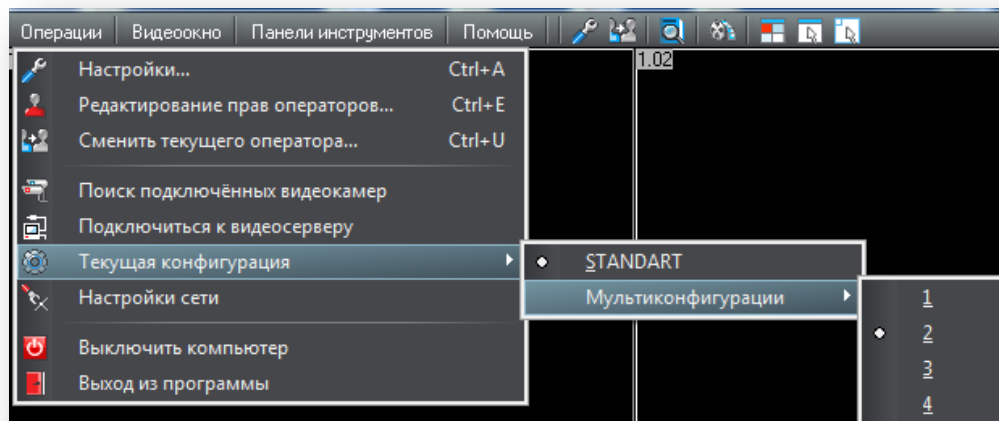 Операции Видеоокно Панели инструментов Помощь
1.02
Настройки... Ctrl+A
Редактирование прав операторов... Ctrl+E
Сменить текущего оператора... Ctrl+U
Поиск подключённых видеокамер
Подключиться к видеосерверу
Текущая конфигурация
STANDART
Настройки сети
Мультиконфигурации
1
2
3
4
Выключить компьютер
Выход из программы